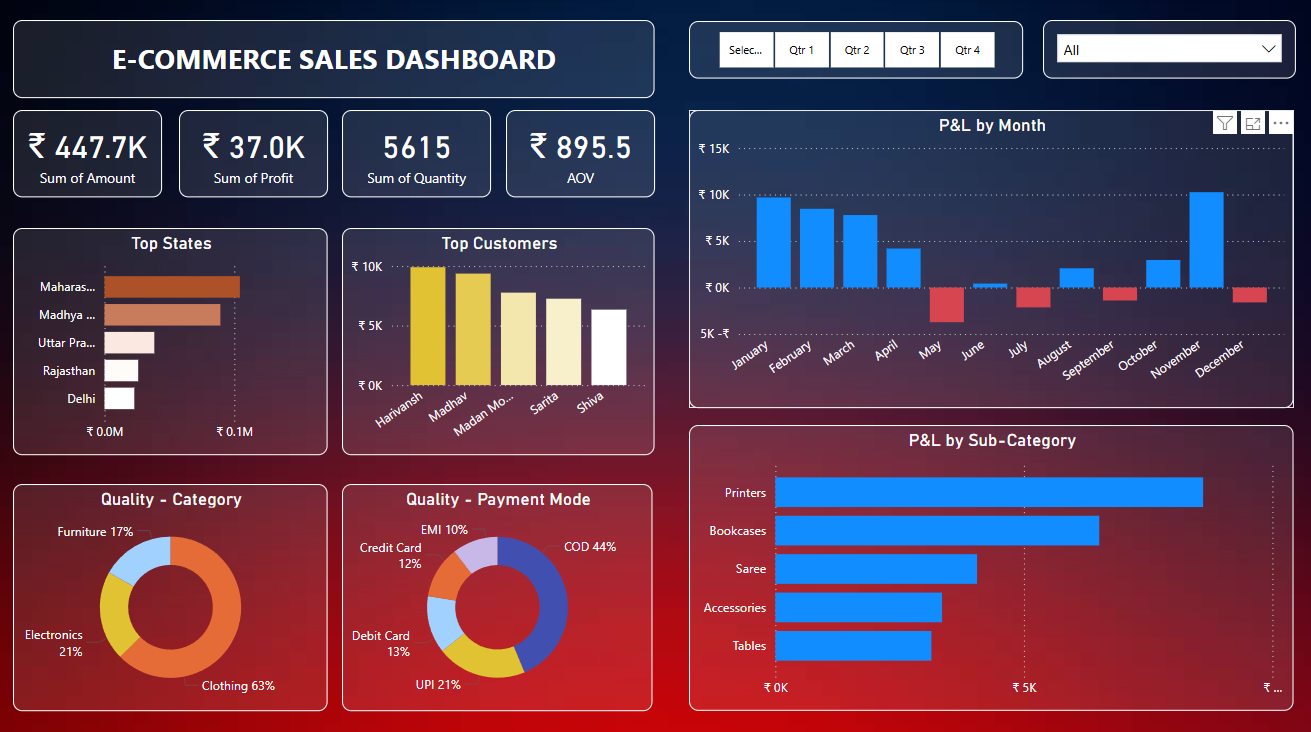 E-COMMERCE SALES DASHBOARD
Selec...
Qtr 1
Qtr 2
Qtr 3
Qtr 4
All
₹ 447.7K
Sum of Amount
₹ 37.0K
Sum of Profit
5615
Sum of Quantity
₹ 895.5
AOV
P&L by Month
₹ 15K
₹ 10K
₹ 5K
₹ 0K
5K -₹
January
February
March
April
May
June
July
August
September
October
November
December
Top States
Maharas...
Madhya ...
Uttar Pra...
Rajasthan
Delhi
₹ 0.0M
₹ 0.1M
Top Customers
₹ 10K
₹ 5K
₹ 0K
Harivansh
Madhav
Madan Mo...
Sarita
Shiva
P&L by Sub-Category
Printers
Bookcases
Saree
Accessories
Tables
₹ 0K
₹ 5K
₹ ...
Quality - Category
Furniture 17%
Electronics
21%
Clothing 63%
Quality - Payment Mode
EMI 10%
COD 44%
Credit Card
12%
Debit Card
13%
UPI 21%